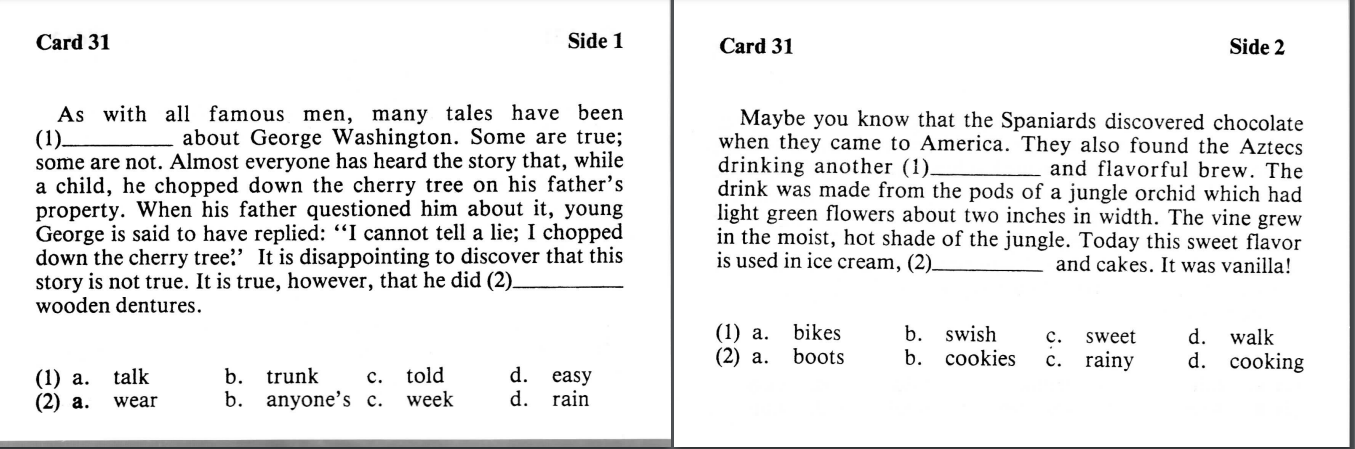 Card 31 Side 1
As with all famous men, many tales have been
(1)__________ about George Washington. Some are true;
some are not. Almost everyone has heard the story that, while
a child, he chopped down the cherry tree on his father's
property. When his father questioned him about it, young
George is said to have replied: “I cannot tell a lie; I chopped
down the cherry tree.” It is disappointing to discover that this
story is not true. It is true, however, that he did (2)__________
wooden dentures.
(1) a. talk b. trunk c. told d. easy
(2) a. wear b. anyone's c. week d. rain
Card 31 Side 2
Maybe you know that the Spaniards discovered chocolate
when they came to America. They also found the Aztecs
drinking another (1)__________ and flavorful brew. The
drink was made from the pods of a jungle orchid which had
light green flowers about two inches in width. The vine grew
in the moist, hot shade of the jungle. Today this sweet flavor
is used in ice cream, (2)__________ and cakes. It was vanilla!
(1) a. bikes b. swish c. sweet d. walk
(2) a. boots b. cookies c. rainy d. cooking